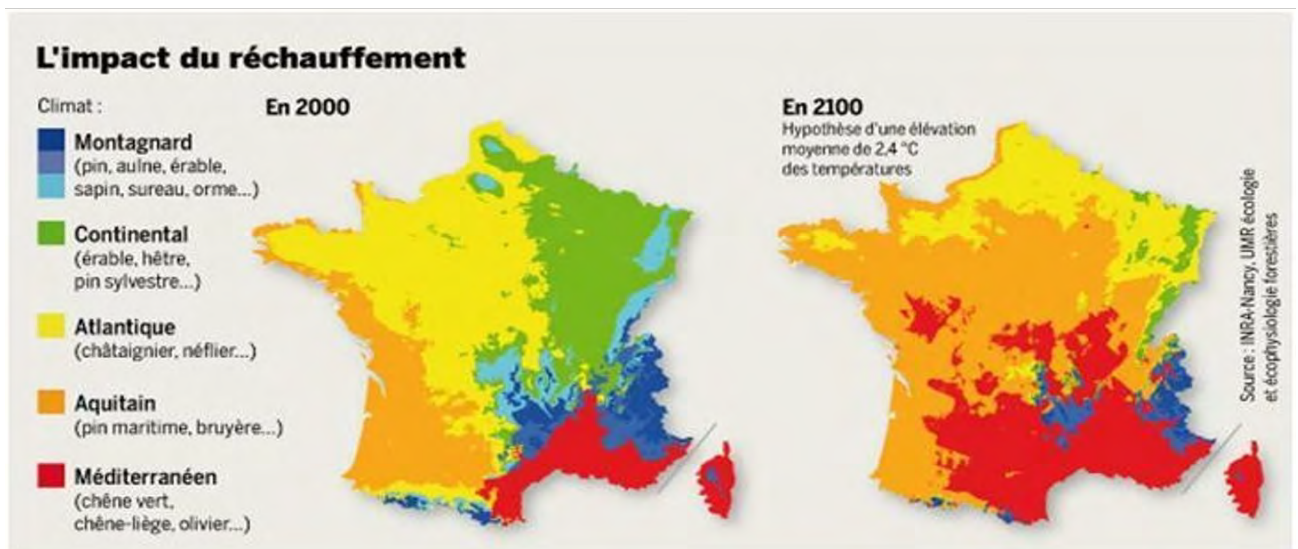 L'impact du réchauffement
Climat :
Montagnard
(pin, aulne, érable,
sapin, sureau, orme...)
Continental
(érable, hêtre,
pin sylvestre...)
Atlantique
(châtaignier, néflier...)
Aquitain
(pin maritime, bruyère...)
Méditerranéen
(chêne vert,
chêne-liège, olivier...)
En 2000
En 2100
Hypothèse d'une élévation
moyenne de 2,4 °C
des températures
Source : INRA-Nancy, UMR écologie
et écophysiologie forestières